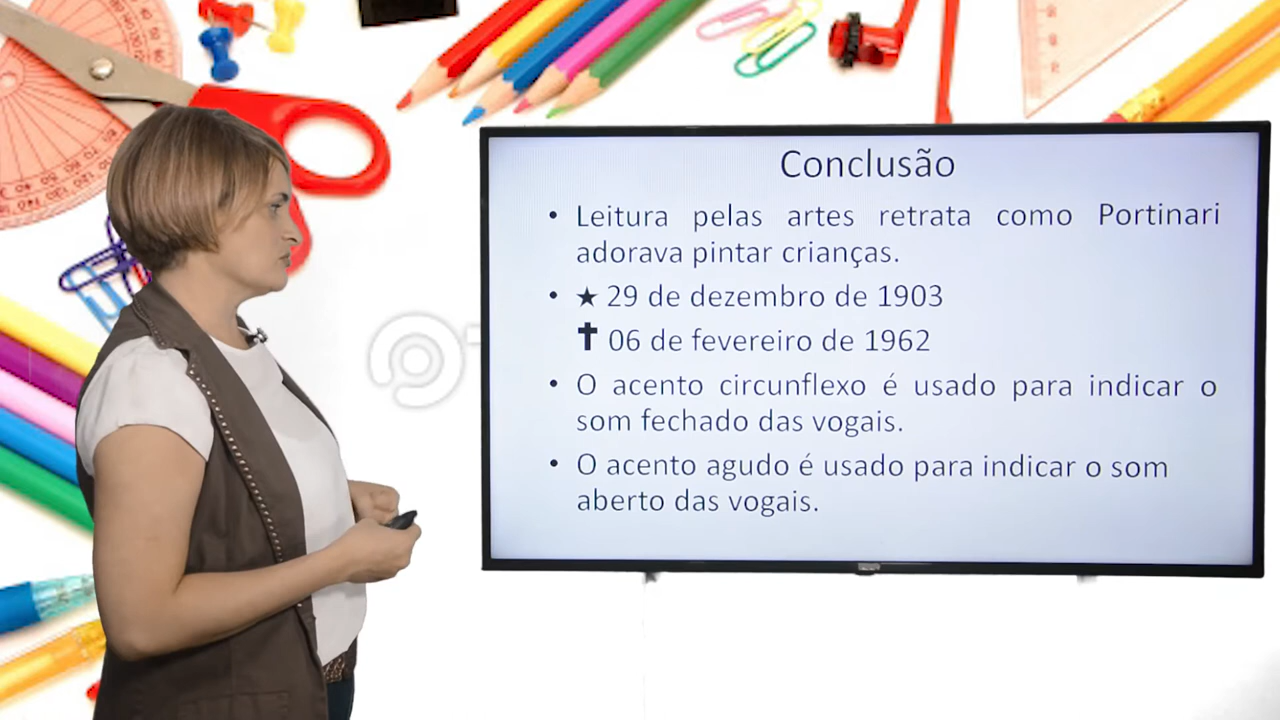 Conclusão
• Leitura pelas artes retrata como Portinari
adorava pintar crianças.
• ★ 29 de dezembro de 1903
✝ 06 de fevereiro de 1962
• O acento circunflexo é usado para indicar o
som fechado das vogais.
• O acento agudo é usado para indicar o som
aberto das vogais.